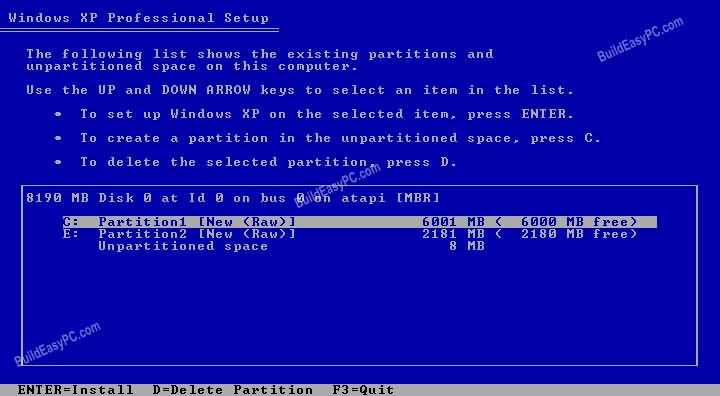 Windows XP Professional Setup
BuildEasyPC.com
The following list shows the existing partitions and
unpartitioned space on this computer.
Use the UP and DOWN ARROW keys to select an item in the list.
• To set up Windows XP on the selected item, press ENTER.
• To create a partition in the unpartitioned space, press C.
• To delete the selected partition, press D.
BuildEasyPC.com
8190 MB Disk 0 at Id 0 on bus 0 on atapi [MBR]
C: Partition1 [New (Raw)] 6001 MB ( 6000 MB free)
E: Partition2 [New (Raw)] 2181 MB ( 2180 MB free)
Unpartitioned space 8 MB
BuildEasyPC.com
ENTER=Install D=Delete Partition F3=Quit